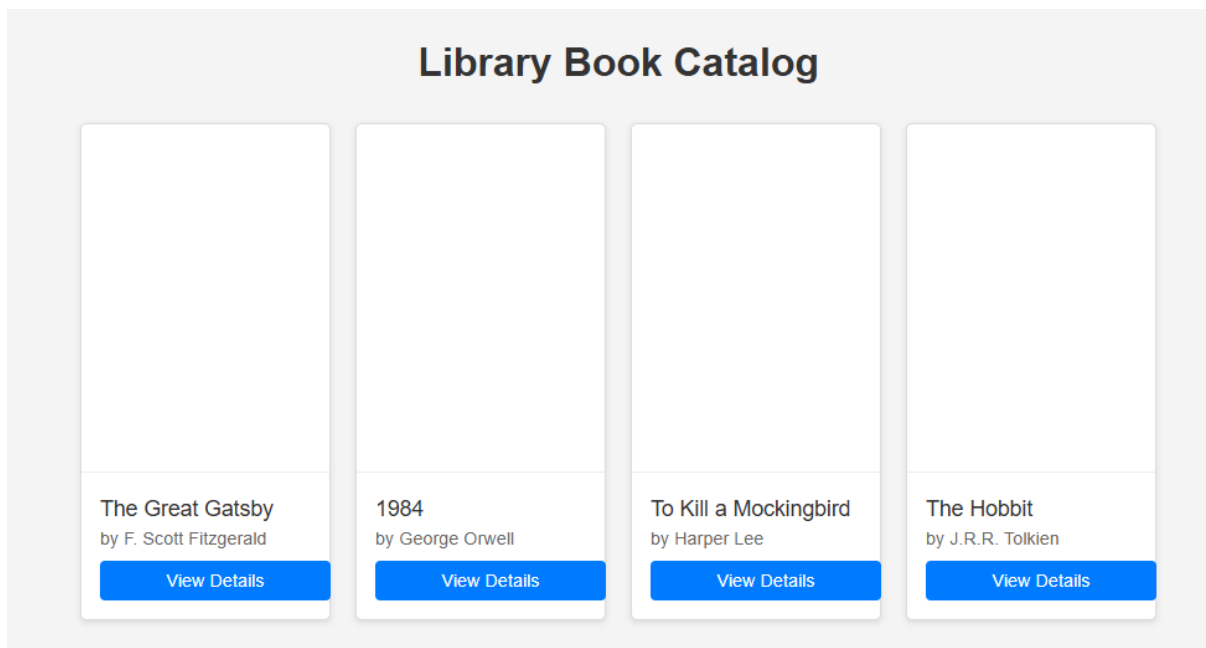 Library Book Catalog
The Great Gatsby
by F. Scott Fitzgerald
View Details
1984
by George Orwell
View Details
To Kill a Mockingbird
by Harper Lee
View Details
The Hobbit
by J.R.R. Tolkien
View Details